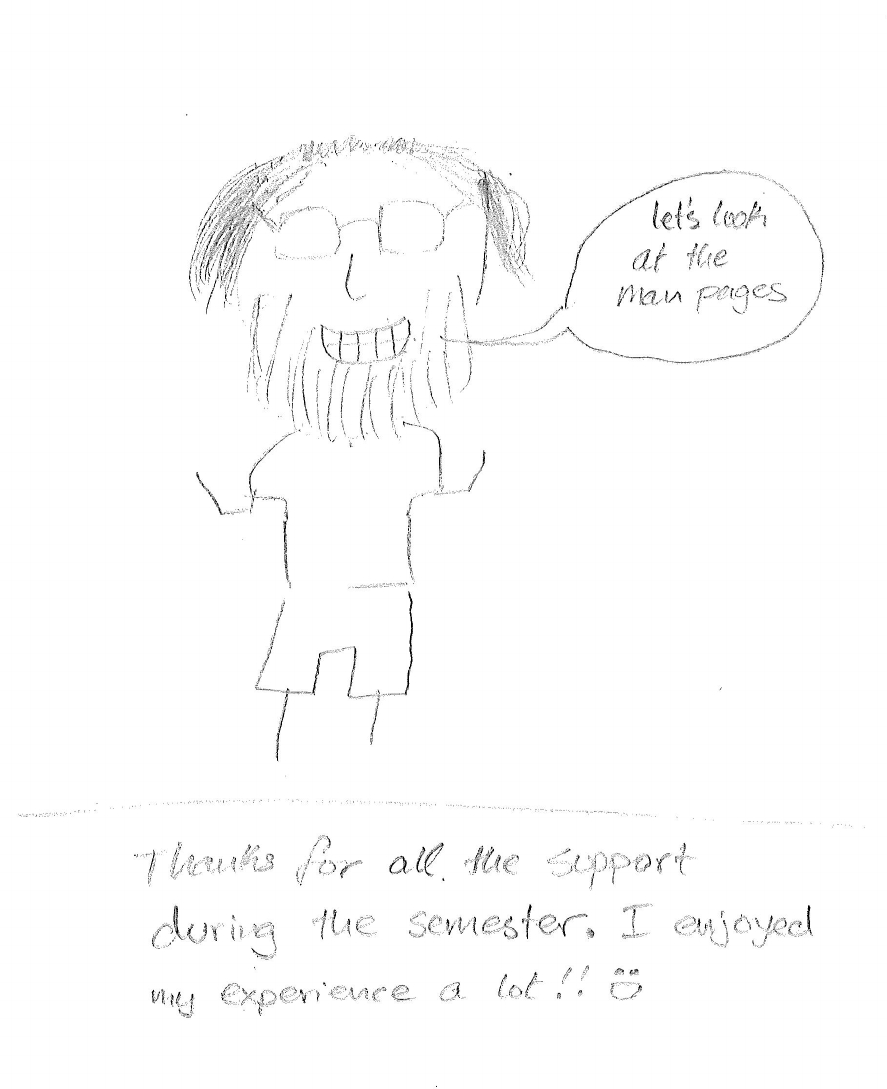 let's look
at the
man pages
Thanks for all the support
during the semester. I enjoyed
my experience a lot!!